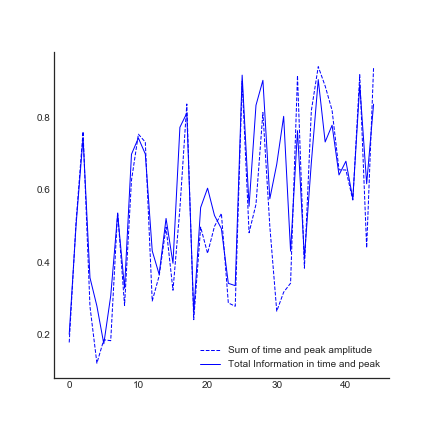 0.8
0.6
0.4
0.2
Sum of time and peak amplitude
Total Information in time and peak
0 10 20 30 40